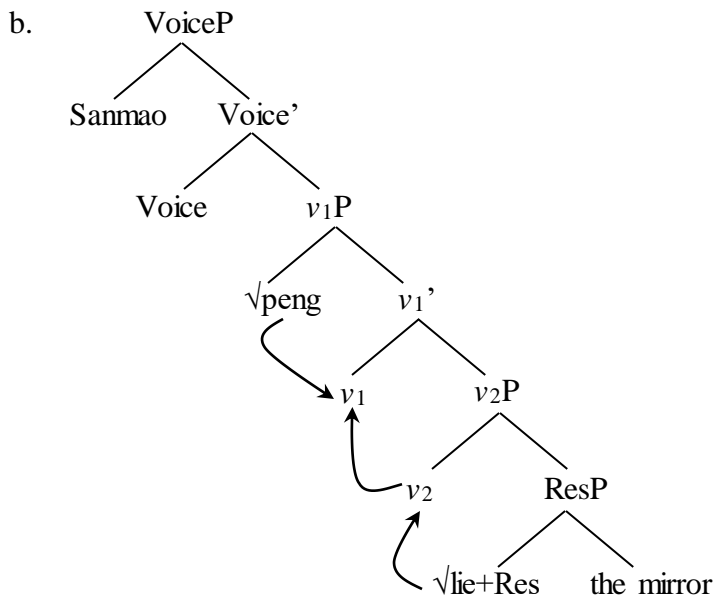 b. VoiceP
Sanmao Voice’
Voice v1P
√peng v1’
v1 v2P
v2 ResP
√lie+Res the mirror